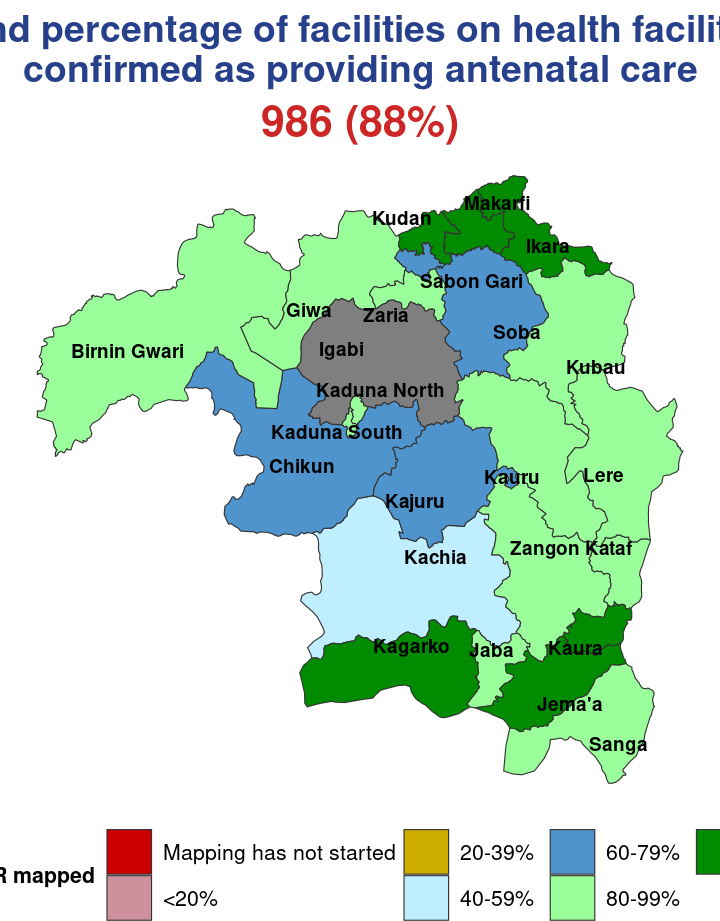 nd percentage of facilities on health facilit
confirmed as providing antenatal care
986 (88%)
Makarfi
Kudan
Ikara
Sabon Gari
Giwa
Zaria
Soba
Igabi
Birnin Gwari
Kubau
Kaduna North
Kaduna South
Chikun
Kauru
Lere
Kajuru
Zangon Kataf
Kachia
Kagarko
Jaba
Kaura
Jema'a
Sanga
R mapped
Mapping has not started
<20%
20-39%
40-59%
60-79%
80-99%